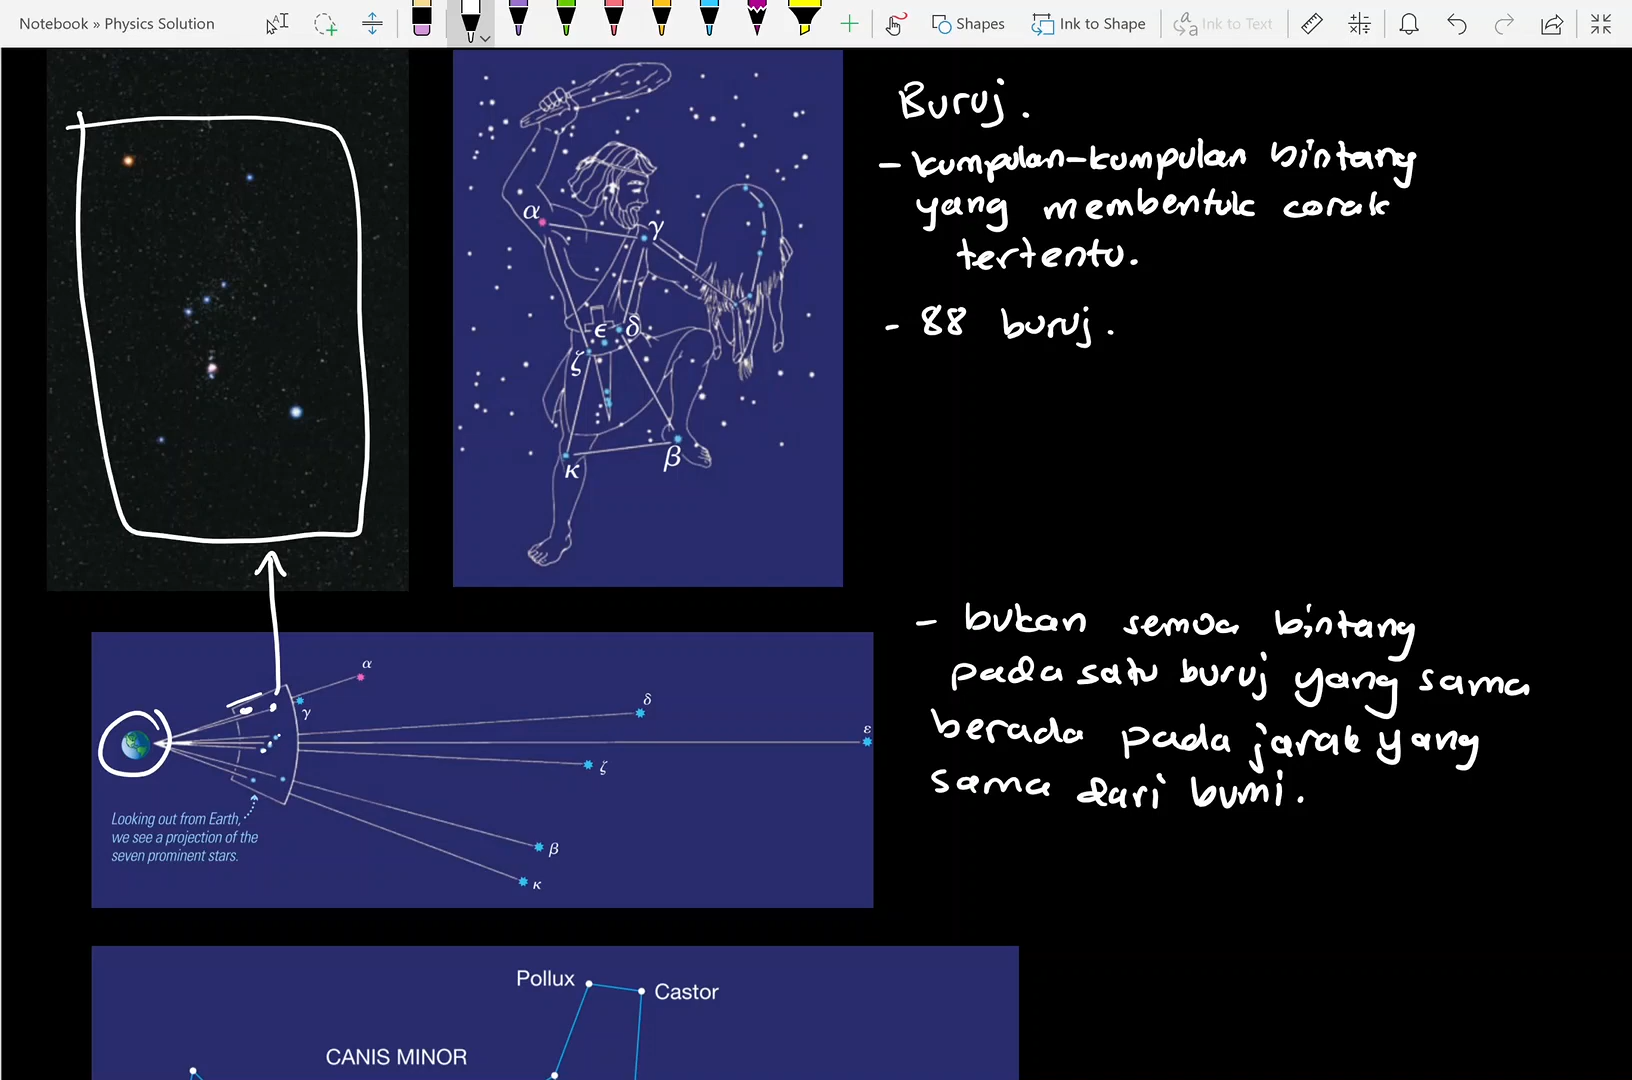 Notebook » Physics Solution
Shapes
Ink to Shape
Ink to Text
Buruj.
- kumpulan-kumpulan bintang
yang membentuk corak
tertentu.
- 88 buruj.
α
γ
ϵ
δ
ζ
κ
β
- bukan semua bintang
pada satu buruj yang sama
berada pada jarak yang
sama dari bumi.
α
γ
δ
ε
ζ
β
κ
Looking out from Earth,
we see a projection of the
seven prominent stars.
Pollux
Castor
CANIS MINOR